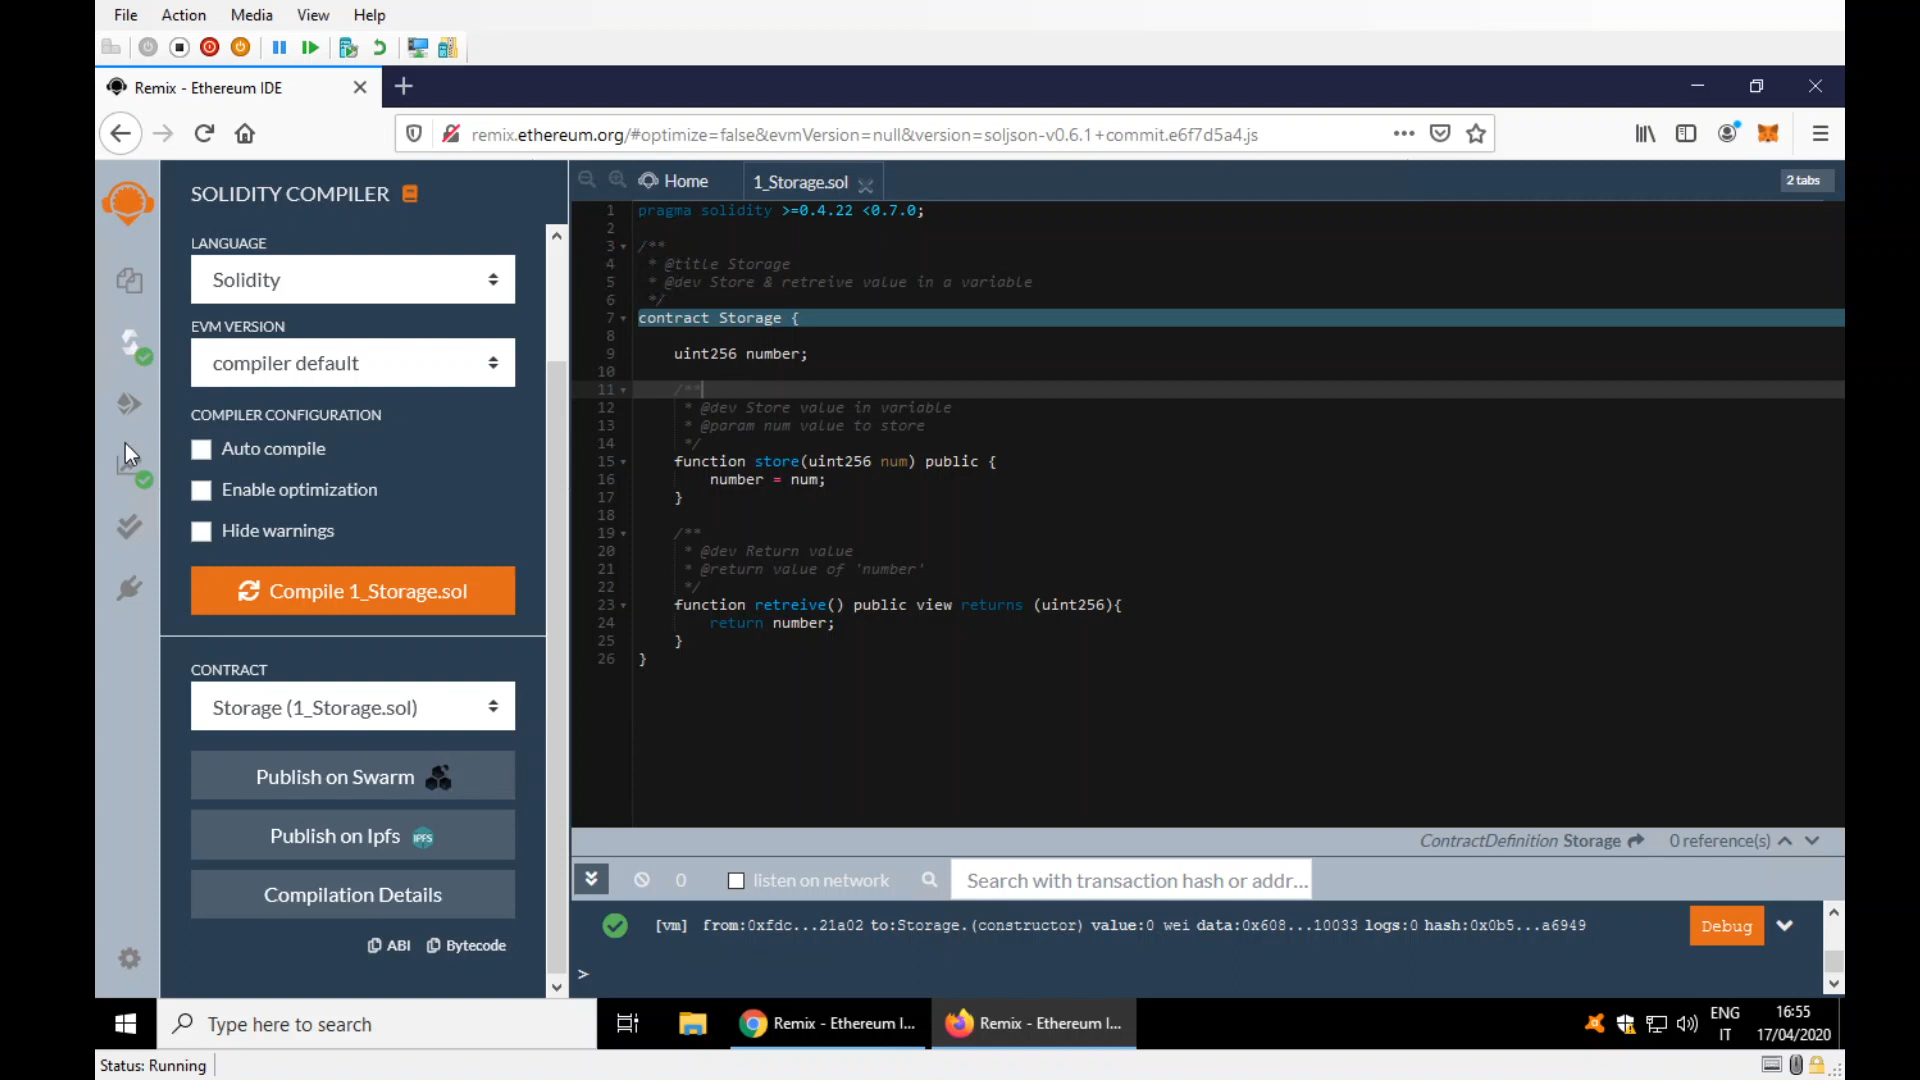 File Action Media View Help
Remix - Ethereum IDE
remix.ethereum.org/#optimize=false&evmVersion=null&version=soljson-v0.6.1+commit.e6f7d5a4.js
SOLIDITY COMPILER
LANGUAGE
Solidity
EVM VERSION
compiler default
COMPILER CONFIGURATION
Auto compile
Enable optimization
Hide warnings
Compile 1_Storage.sol
CONTRACT
Storage (1_Storage.sol)
Publish on Swarm
Publish on Ipfs IPFS
Compilation Details
ABI Bytecode
Home 1_Storage.sol 2 tabs
1 pragma solidity >=0.4.22 <0.7.0;
2
3 /**
4 * @title Storage
5 * @dev Store & retreive value in a variable
6 */
7 contract Storage {
8
9 uint256 number;
10
11 /**
12 * @dev Store value in variable
13 * @param num value to store
14 */
15 function store(uint256 num) public {
16 number = num;
17 }
18
19 /**
20 * @dev Return value
21 * @return value of 'number'
22 */
23 function retreive() public view returns (uint256){
24 return number;
25 }
26 }
ContractDefinition Storage 0 reference(s)
0 listen on network Search with transaction hash or addr...
[vm] from:0xfdc...21a02 to:Storage.(constructor) value:0 wei data:0x608...10033 logs:0 hash:0x0b5...a6949 Debug
>
Type here to search
Remix - Ethereum I...
Remix - Ethereum I...
ENG
IT
16:55
17/04/2020
Status: Running